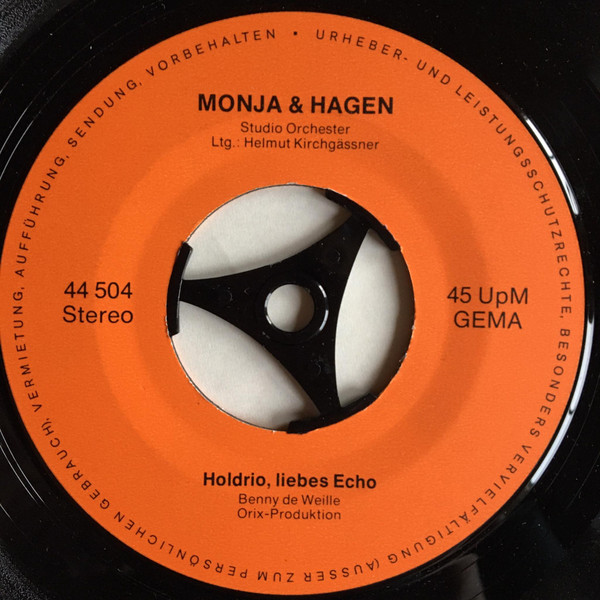 URHEBER- UND LEISTUNGSSCHUTZRECHTE, BESONDERS VERVIELFÄLTIGUNG (AUSSER ZUM PERSÖNLICHEN GEBRAUCH), VERMIETUNG, AUFFÜHRUNG, SENDUNG, VORBEHALTEN •
MONJA & HAGEN
Studio Orchester
Ltg.: Helmut Kirchgässner
44 504
Stereo
45 UpM
GEMA
Holdrio, liebes Echo
Benny de Weille
Orix-Produktion